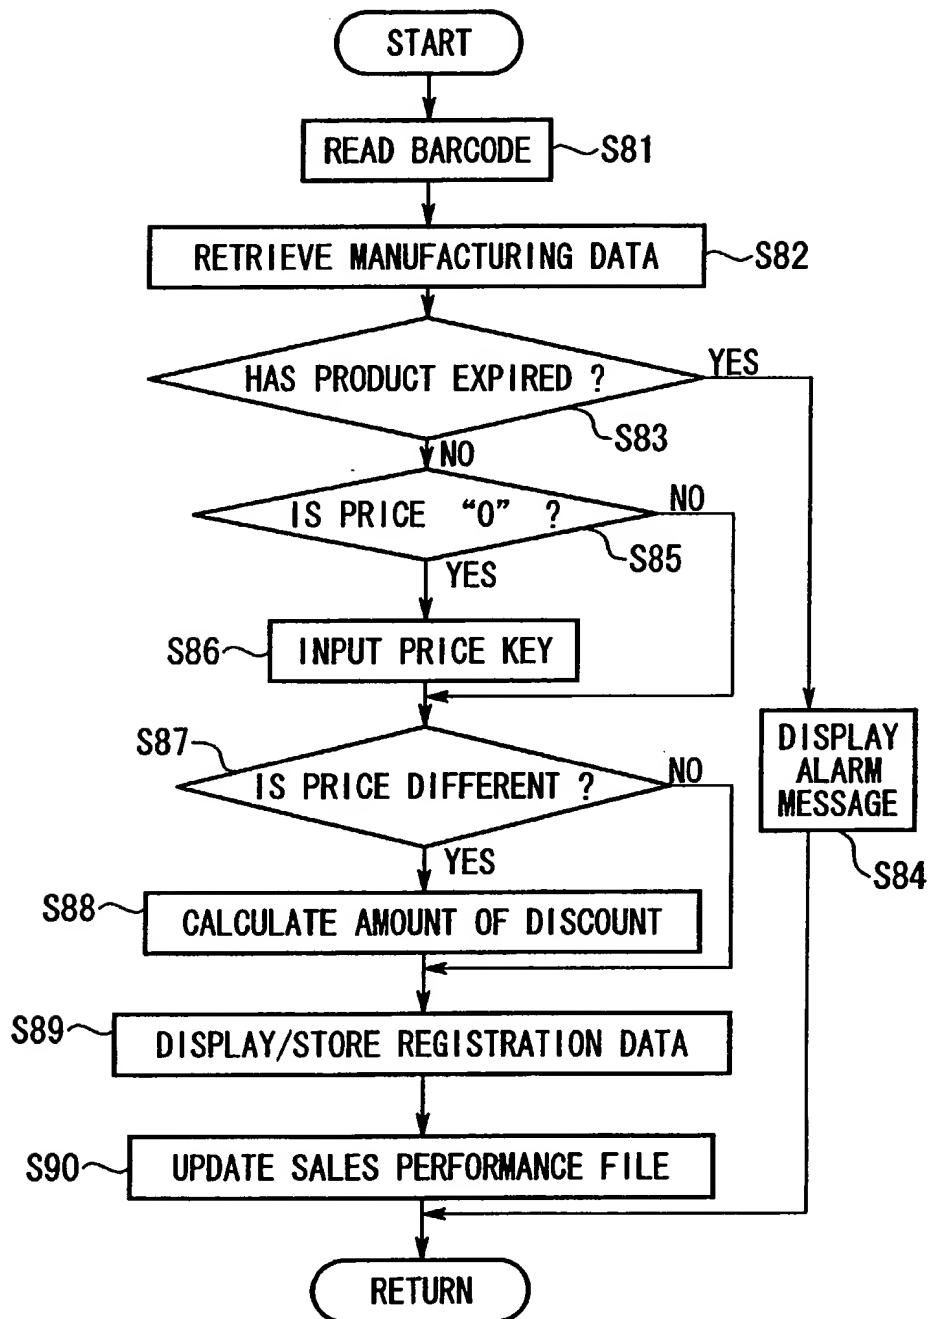 START
READ BARCODE
S81
RETRIEVE MANUFACTURING DATA
S82
HAS PRODUCT EXPIRED ?
YES
S83
NO
IS PRICE "0" ?
NO
S85
YES
S86
INPUT PRICE KEY
S87
IS PRICE DIFFERENT ?
NO
DISPLAY
ALARM
MESSAGE
S84
YES
S88
CALCULATE AMOUNT OF DISCOUNT
S89
DISPLAY/STORE REGISTRATION DATA
S90
UPDATE SALES PERFORMANCE FILE
RETURN